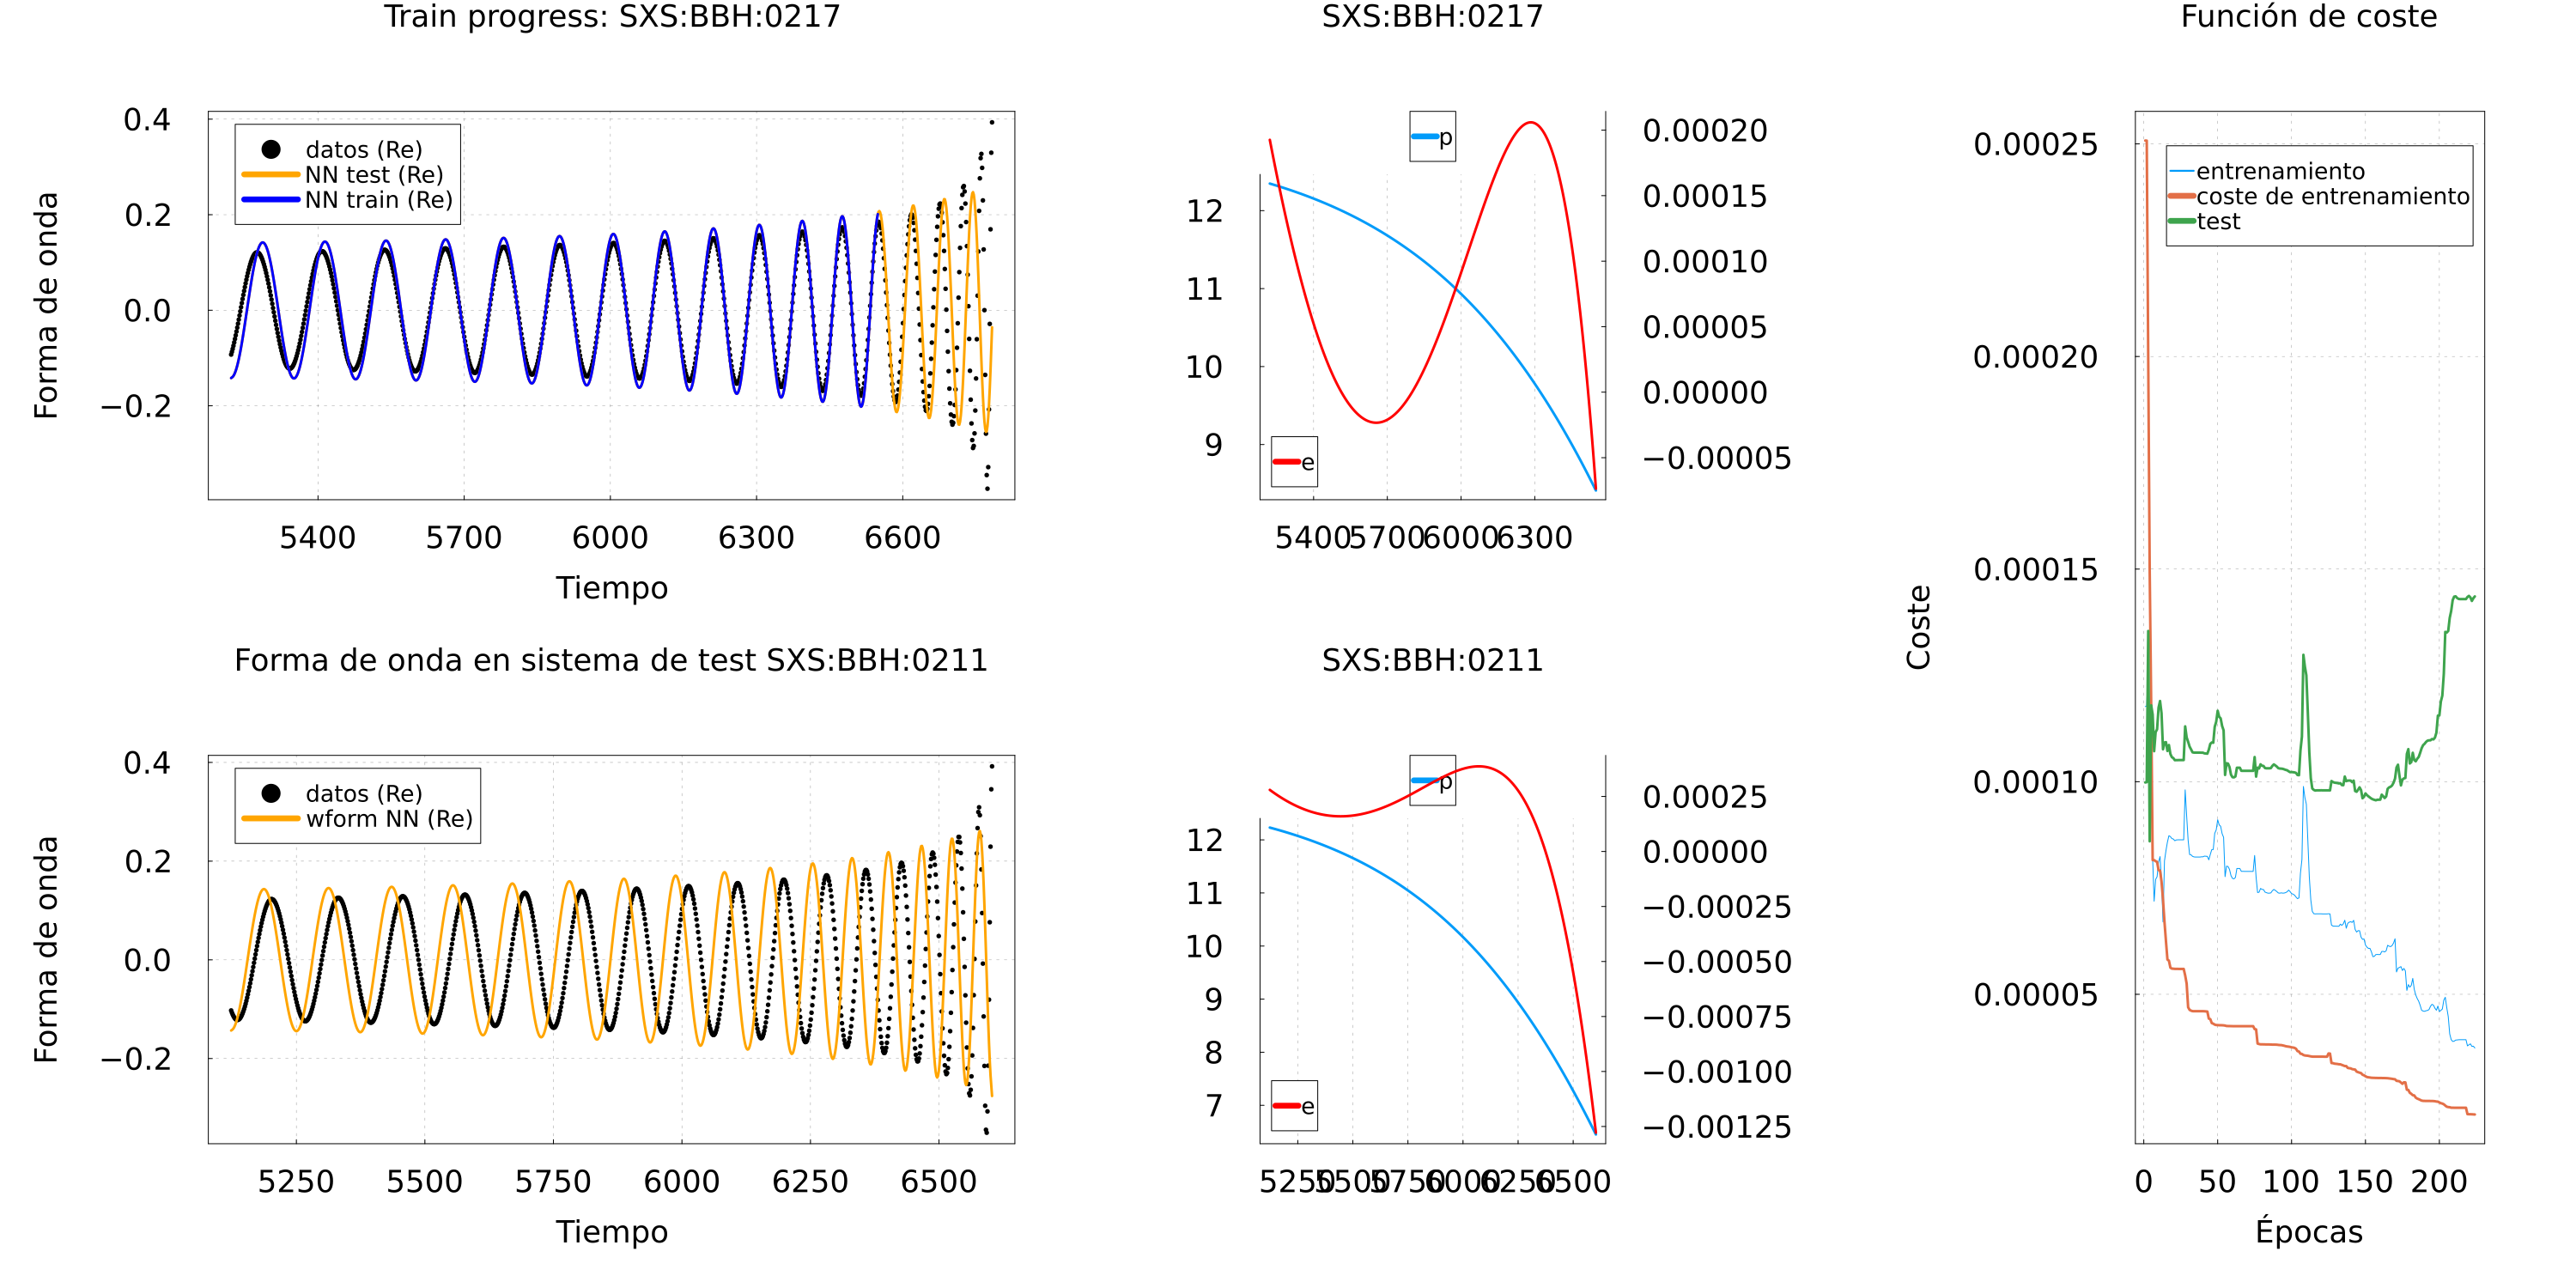 Train progress: SXS:BBH:0217
0.4
0.2
0.0
−0.2
Forma de onda
datos (Re)
NN test (Re)
NN train (Re)
5400 5700 6000 6300 6600
Tiempo
SXS:BBH:0217
p
e
12
11
10
9
0.00020
0.00015
0.00010
0.00005
0.00000
−0.00005
5400 5700 6000 6300
Forma de onda en sistema de test SXS:BBH:0211
0.4
0.2
0.0
−0.2
Forma de onda
datos (Re)
wform NN (Re)
5250 5500 5750 6000 6250 6500
Tiempo
SXS:BBH:0211
p
e
12
11
10
9
8
7
0.00025
0.00000
−0.00025
−0.00050
−0.00075
−0.00100
−0.00125
5250 5500 5750 6000 6250 6500
Función de coste
Coste
0.00025
0.00020
0.00015
0.00010
0.00005
entrenamiento
coste de entrenamiento
test
0 50 100 150 200
Épocas